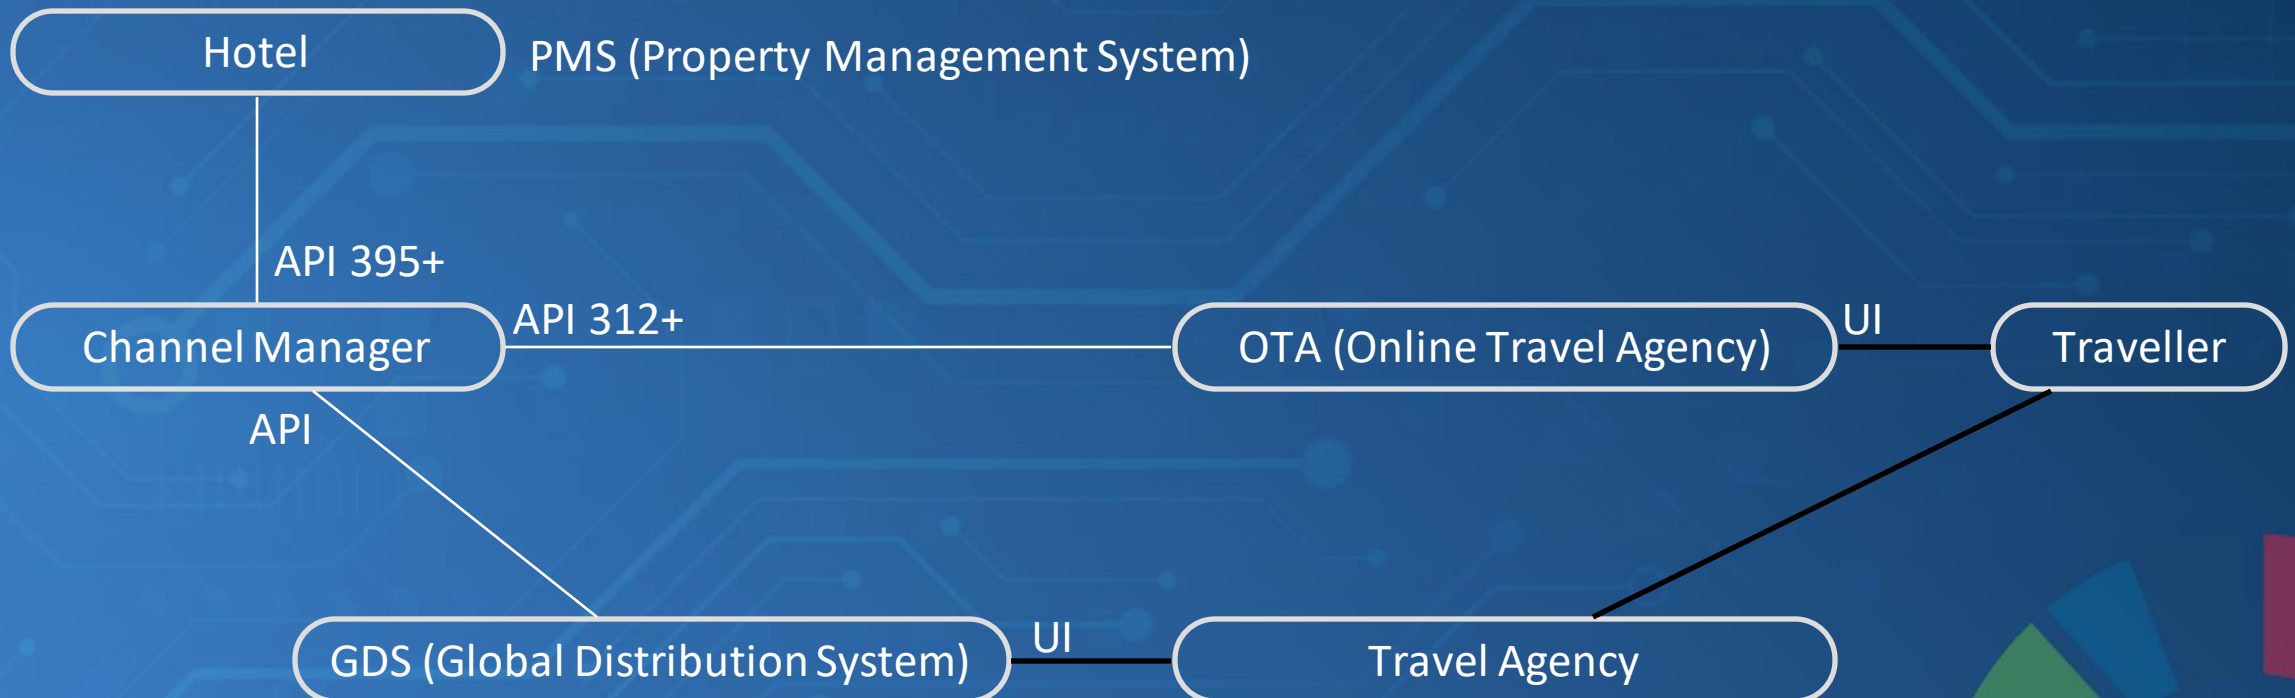 Hotel
PMS (Property Management System)
API 395+
Channel Manager
API 312+
OTA (Online Travel Agency)
UI
Traveller
API
GDS (Global Distribution System)
UI
Travel Agency